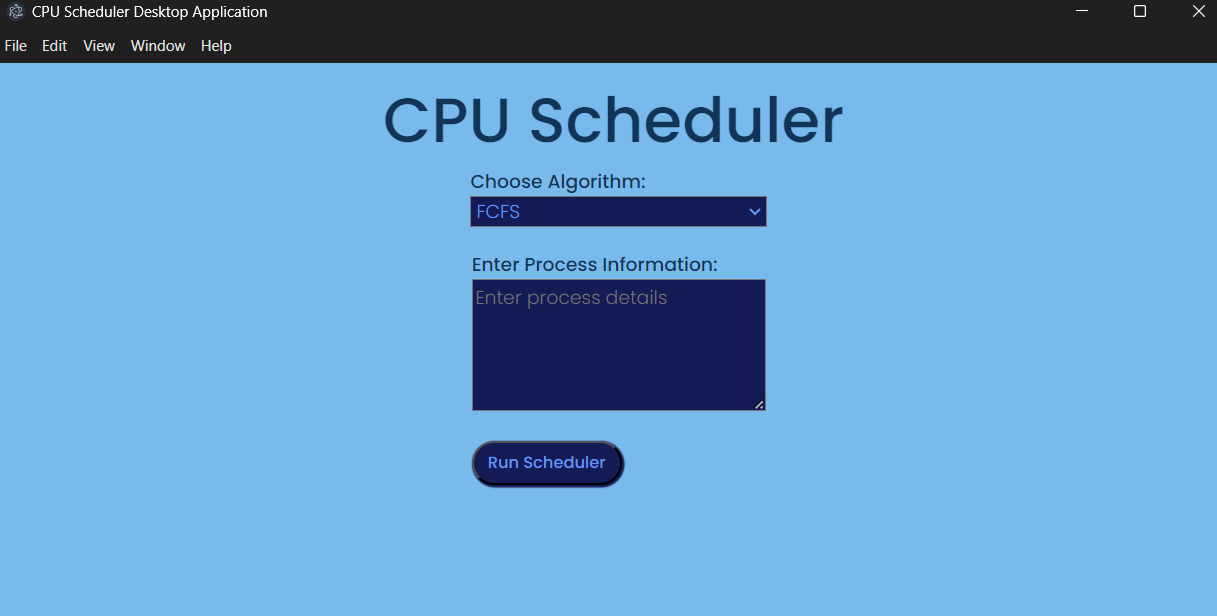 CPU Scheduler Desktop Application
File Edit View Window Help
CPU Scheduler
Choose Algorithm:
FCFS
Enter Process Information:
Enter process details
Run Scheduler